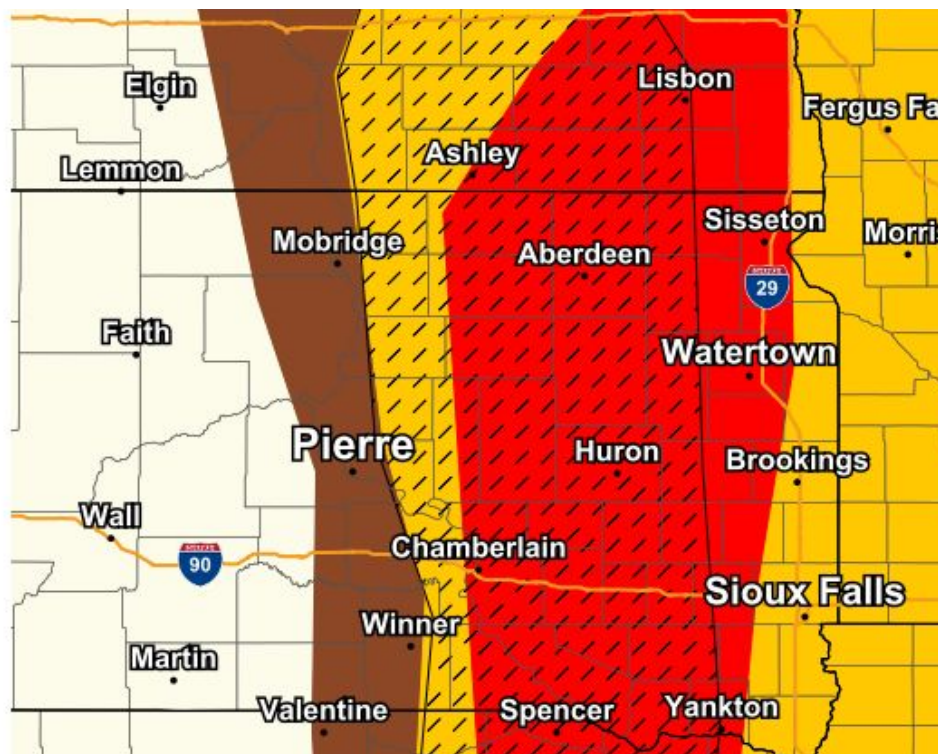 Elgin
Lisbon
Fergus Fa
Ashley
Lemmon
Sisseton
Mobridge
Aberdeen
Morris
29
Faith
Watertown
Pierre
Huron
Brookings
Wall
90
Chamberlain
Sioux Falls
Winner
Martin
Valentine
Spencer
Yankton